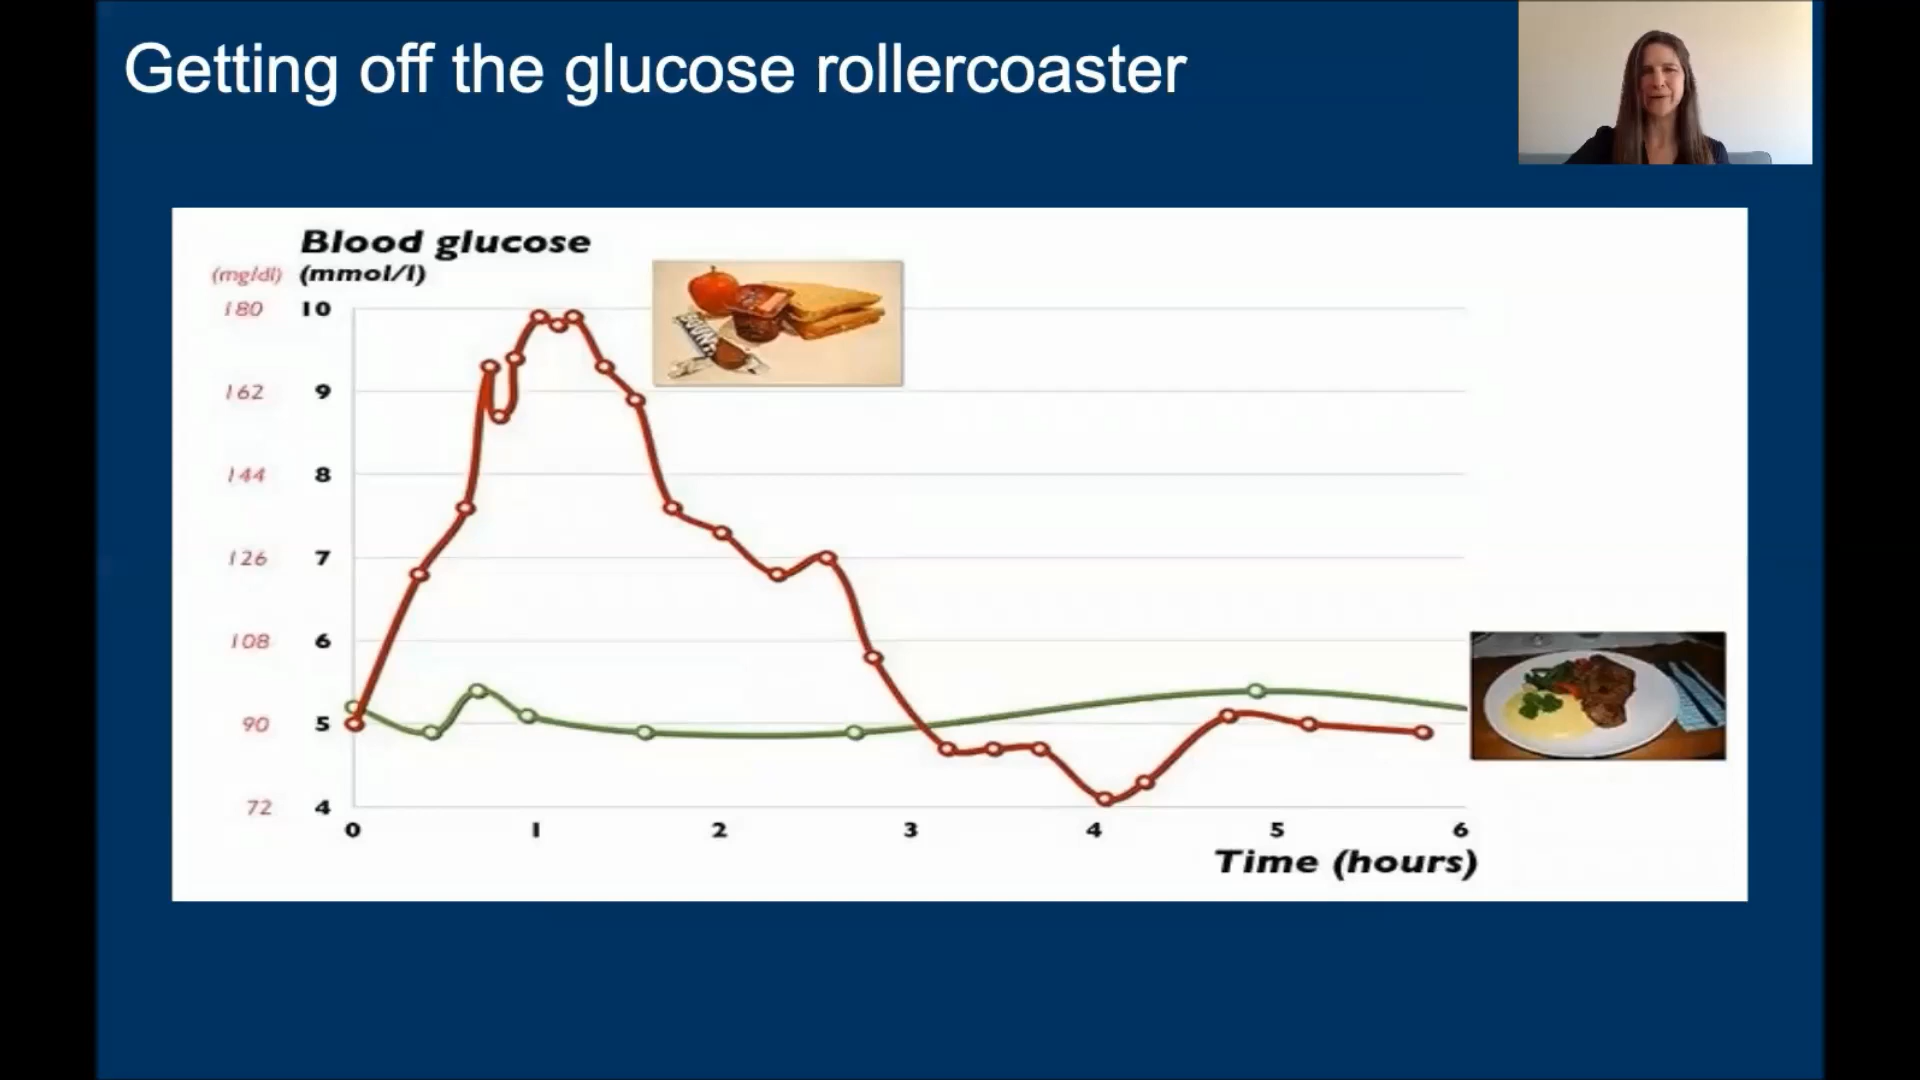 Getting off the glucose rollercoaster
Blood glucose
(mg/dl) (mmol/l)
180 10
162 9
144 8
126 7
108 6
90 5
72 4
0 1 2 3 4 5 6
Time (hours)